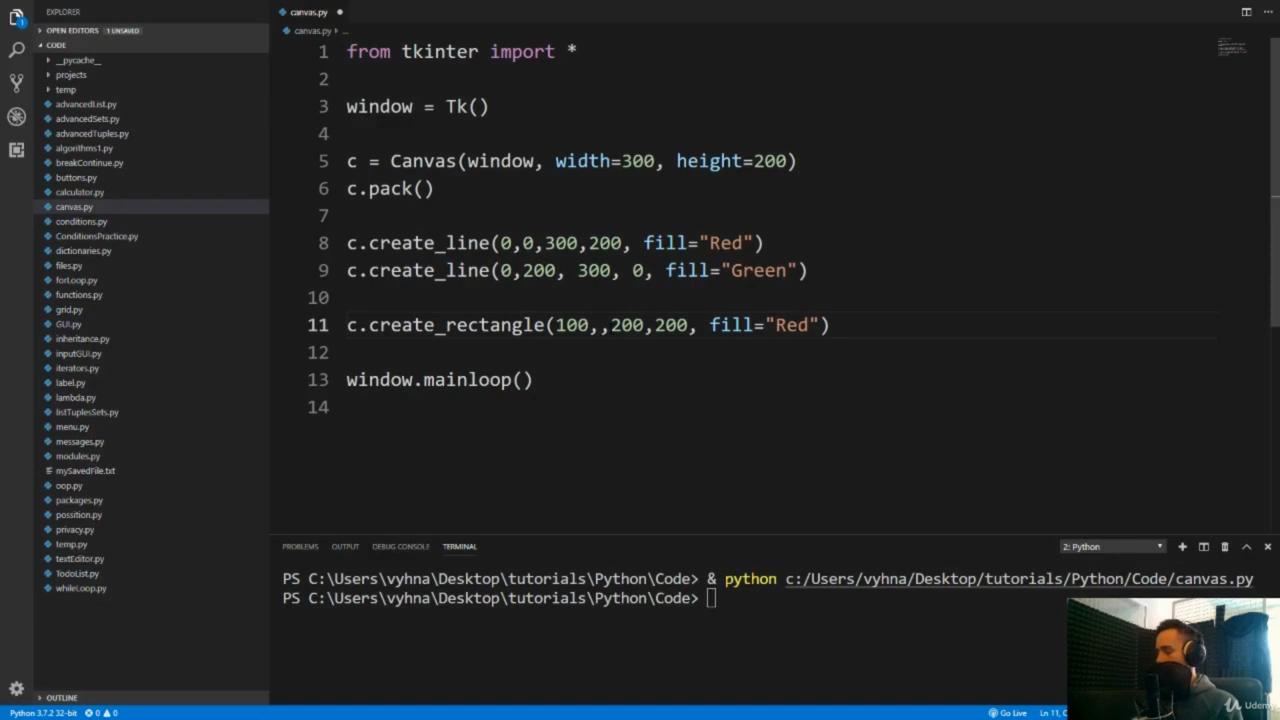 EXPLORER
OPEN EDITORS 1 UNSAVED
CODE
__pycache__
projects
temp
advancedList.py
advancedSets.py
advancedTuples.py
algorithms1.py
breakContinue.py
buttons.py
calculator.py
canvas.py
conditions.py
ConditionsPractice.py
dictionaries.py
files.py
forLoop.py
functions.py
grid.py
GUI.py
inheritance.py
inputGUI.py
iterators.py
label.py
lambda.py
listTuplesSets.py
menu.py
messages.py
modules.py
mySavedFile.txt
oop.py
packages.py
possition.py
privacy.py
temp.py
textEditor.py
TodoList.py
whileLoop.py
OUTLINE
canvas.py
canvas.py ...
1 from tkinter import *
2
3 window = Tk()
4
5 c = Canvas(window, width=300, height=200)
6 c.pack()
7
8 c.create_line(0,0,300,200, fill="Red")
9 c.create_line(0,200, 300, 0, fill="Green")
10
11 c.create_rectangle(100,,200,200, fill="Red")
12
13 window.mainloop()
14
PROBLEMS OUTPUT DEBUG CONSOLE TERMINAL 2: Python
PS C:\Users\vyhna\Desktop\tutorials\Python\Code> & python c:/Users/vyhna/Desktop/tutorials/Python/Code/canvas.py
PS C:\Users\vyhna\Desktop\tutorials\Python\Code>
Udemy
Python 3.7.2 32-bit 0 0 Go Live Ln 11,